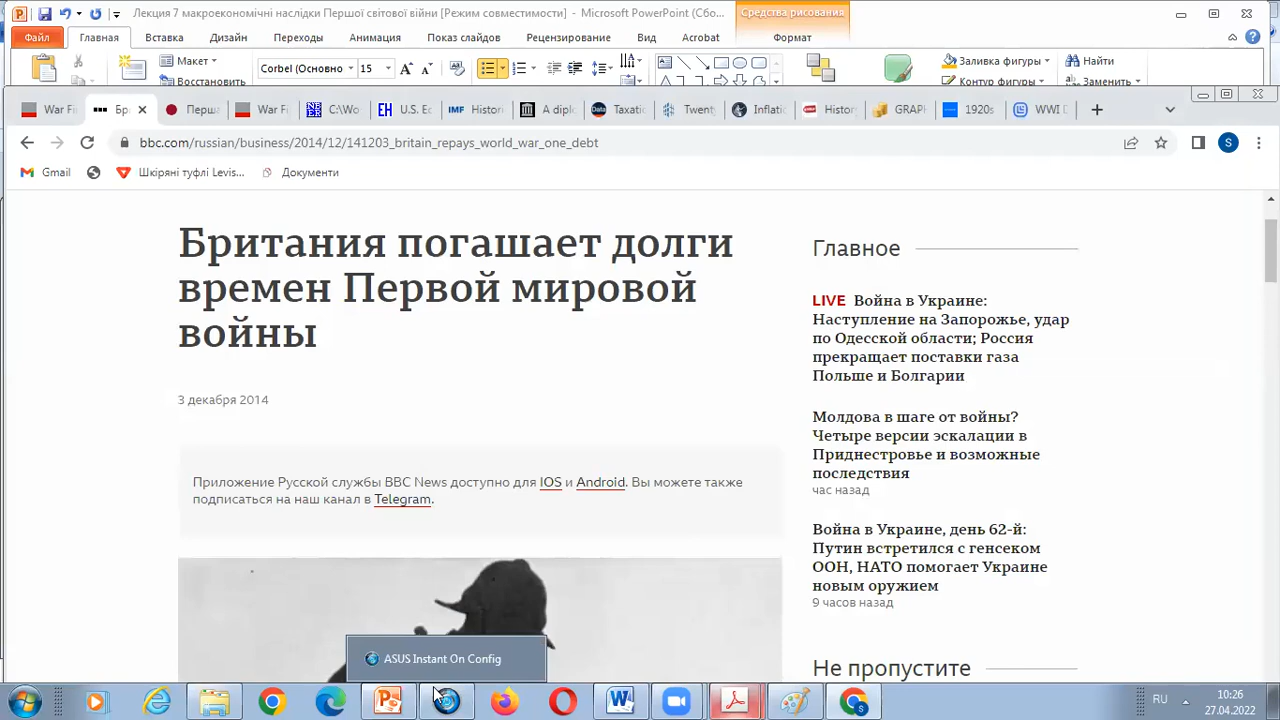 Лекция 7 макроекономічні наслідки Першої світової війни [Режим совместимости] - Microsoft PowerPoint (Сбо...
Средства рисования
Файл
Главная
Вставка
Дизайн
Переходы
Анимация
Показ слайдов
Рецензирование
Вид
Acrobat
Формат
Макет
Восстановить
Corbel (Основно
15
Заливка фигуры
Контур фигуры
Найти
Заменить
War Fi
Бр
Перша
War Fi
C:\Wo
U.S. Ec
Histori
A dipl
Taxatic
Twent
Inflati
History
GRAPH
1920s
WWI D
bbc.com/russian/business/2014/12/141203_britain_repays_world_war_one_debt
S
Gmail
Шкіряні туфлі Levis...
Документи
Британия погашает долги
времен Первой мировой
войны
3 декабря 2014
Приложение Русской службы BBC News доступно для IOS и Android. Вы можете также
подписаться на наш канал в Telegram.
Главное
LIVE Война в Украине:
Наступление на Запорожье, удар
по Одесской области; Россия
прекращает поставки газа
Польше и Болгарии
Молдова в шаге от войны?
Четыре версии эскалации в
Приднестровье и возможные
последствия
час назад
Война в Украине, день 62-й:
Путин встретился с генсеком
ООН, НАТО помогает Украине
новым оружием
9 часов назад
Не пропустите
ASUS Instant On Config
RU
10:26
27.04.2022